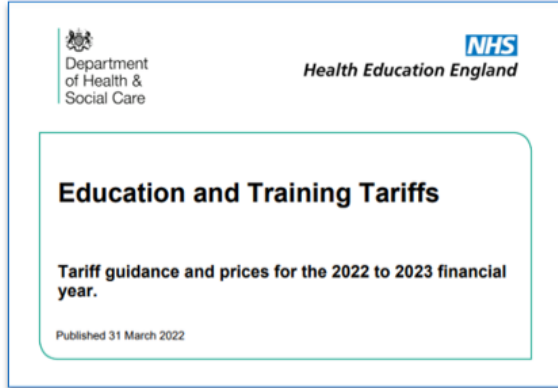 Department
of Health &
Social Care
NHS
Health Education England
Education and Training Tariffs
Tariff guidance and prices for the 2022 to 2023 financial
year.
Published 31 March 2022